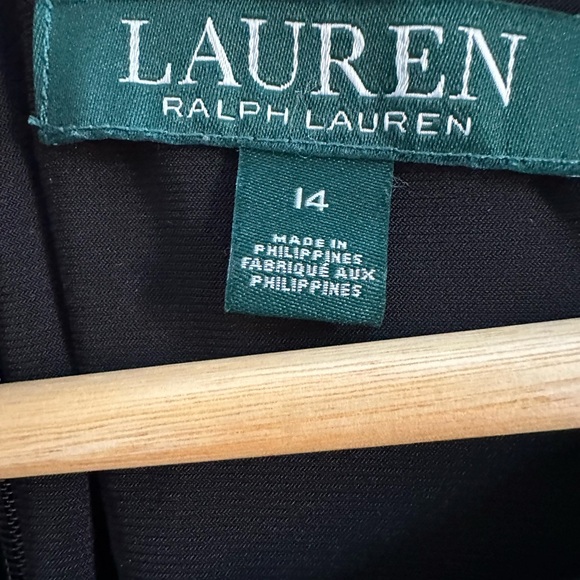 LAUREN
RALPH LAUREN
14
MADE IN
PHILIPPINES
FABRIQUÉ AUX
PHILIPPINES